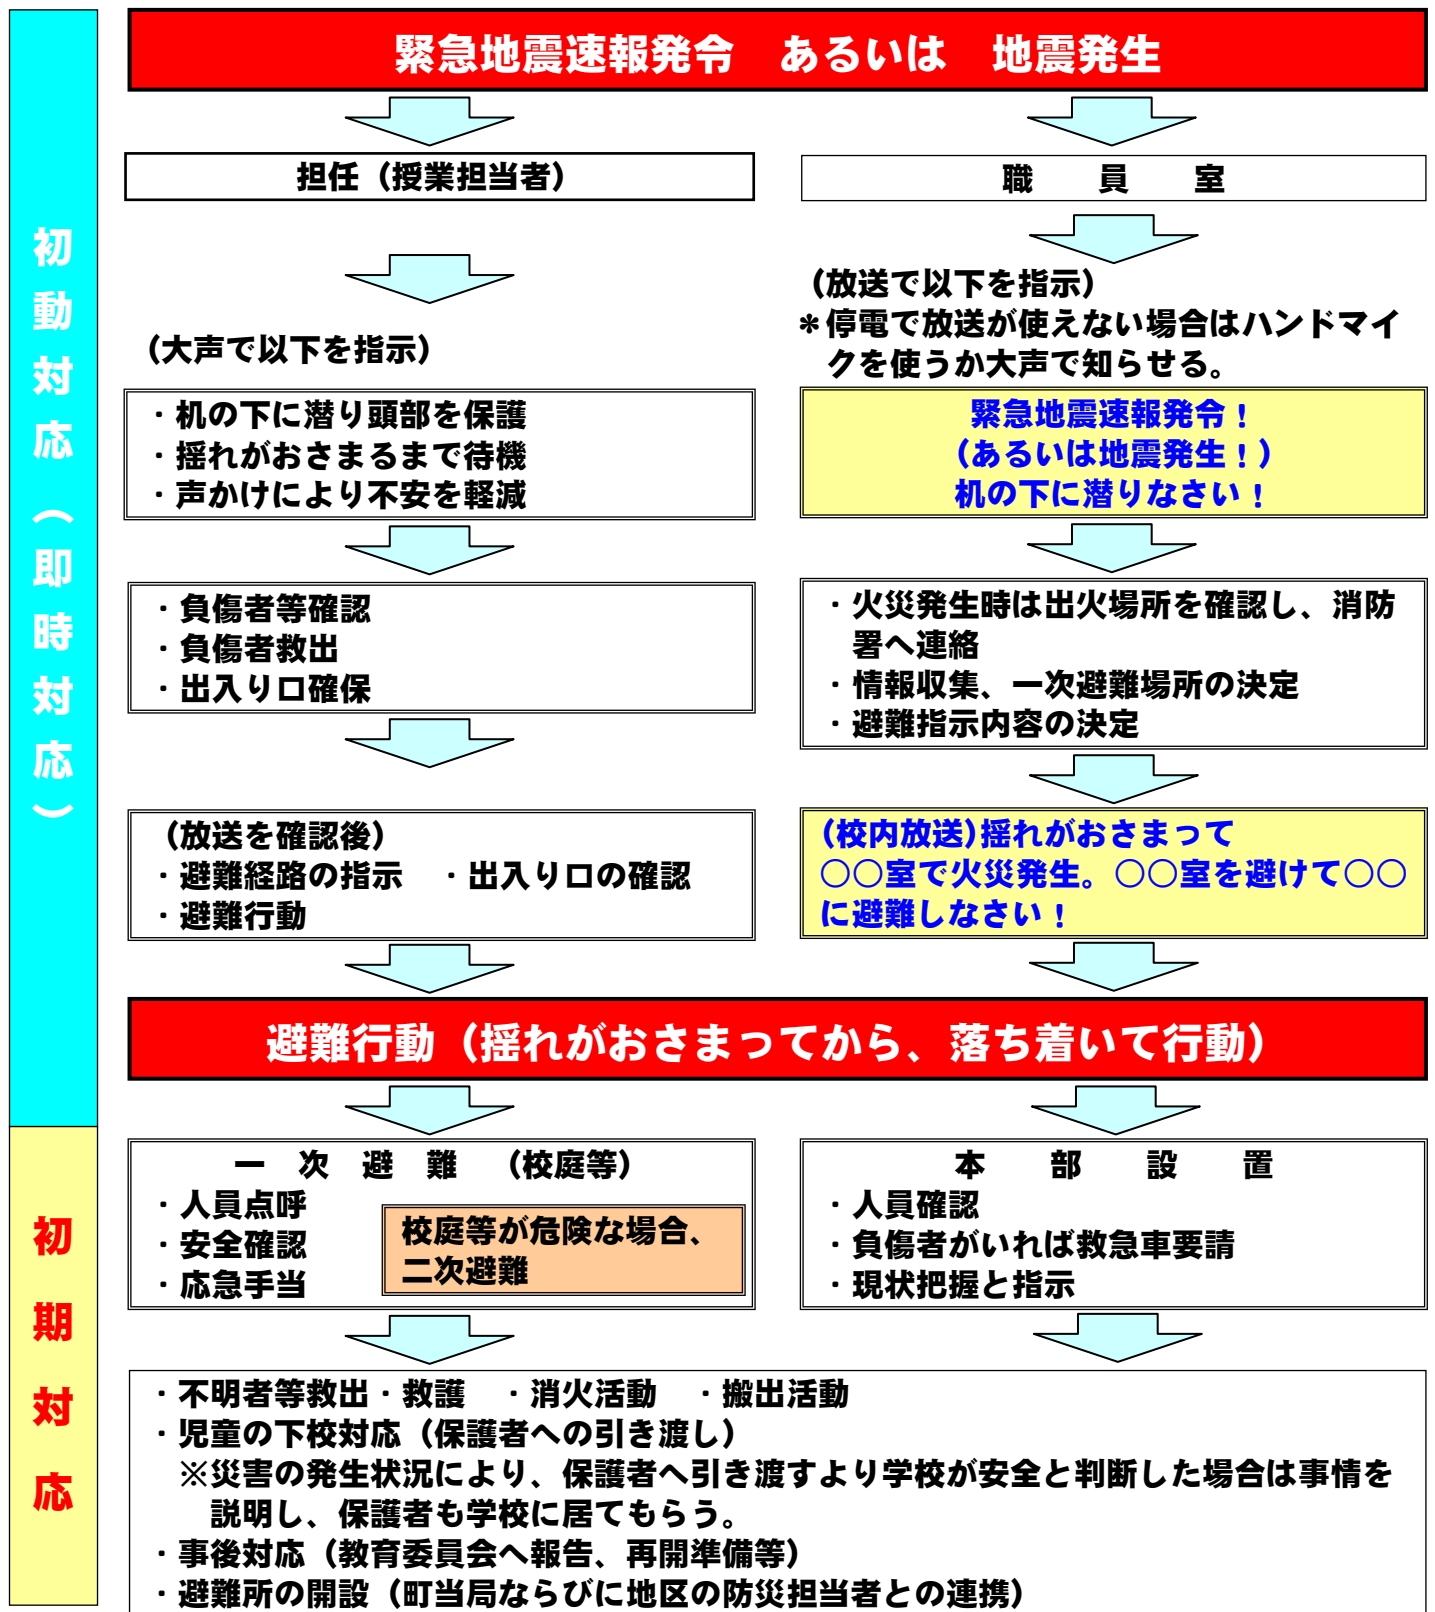 緊急地震速報発令　あるいは　地震発生
初動対応（即時対応）
担任（授業担当者）
（大声で以下を指示）
・机の下に潜り頭部を保護
・揺れがおさまるまで待機
・声かけにより不安を軽減
・負傷者等確認
・負傷者救出
・出入り口確保
（放送を確認後）
・避難経路の指示　・出入り口の確認
・避難行動
職　員　室
（放送で以下を指示）
＊停電で放送が使えない場合はハンドマイ
クを使うか大声で知らせる。
緊急地震速報発令！
（あるいは地震発生！）
机の下に潜りなさい！
・火災発生時は出火場所を確認し、消防
署へ連絡
・情報収集、一次避難場所の決定
・避難指示内容の決定
（校内放送）揺れがおさまって
○○室で火災発生。○○室を避けて○○
に避難しなさい！
避難行動（揺れがおさまってから、落ち着いて行動）
初期対応
一　次　避　難　（校庭等）
・人員点呼
・安全確認
・応急手当
校庭等が危険な場合、
二次避難
本　部　設　置
・人員確認
・負傷者がいれば救急車要請
・現状把握と指示
・不明者等救出・救護　・消火活動　・搬出活動
・児童の下校対応（保護者への引き渡し）
※災害の発生状況により、保護者へ引き渡すより学校が安全と判断した場合は事情を
説明し、保護者も学校に居てもらう。
・事後対応（教育委員会へ報告、再開準備等）
・避難所の開設（町当局ならびに地区の防災担当者との連携）